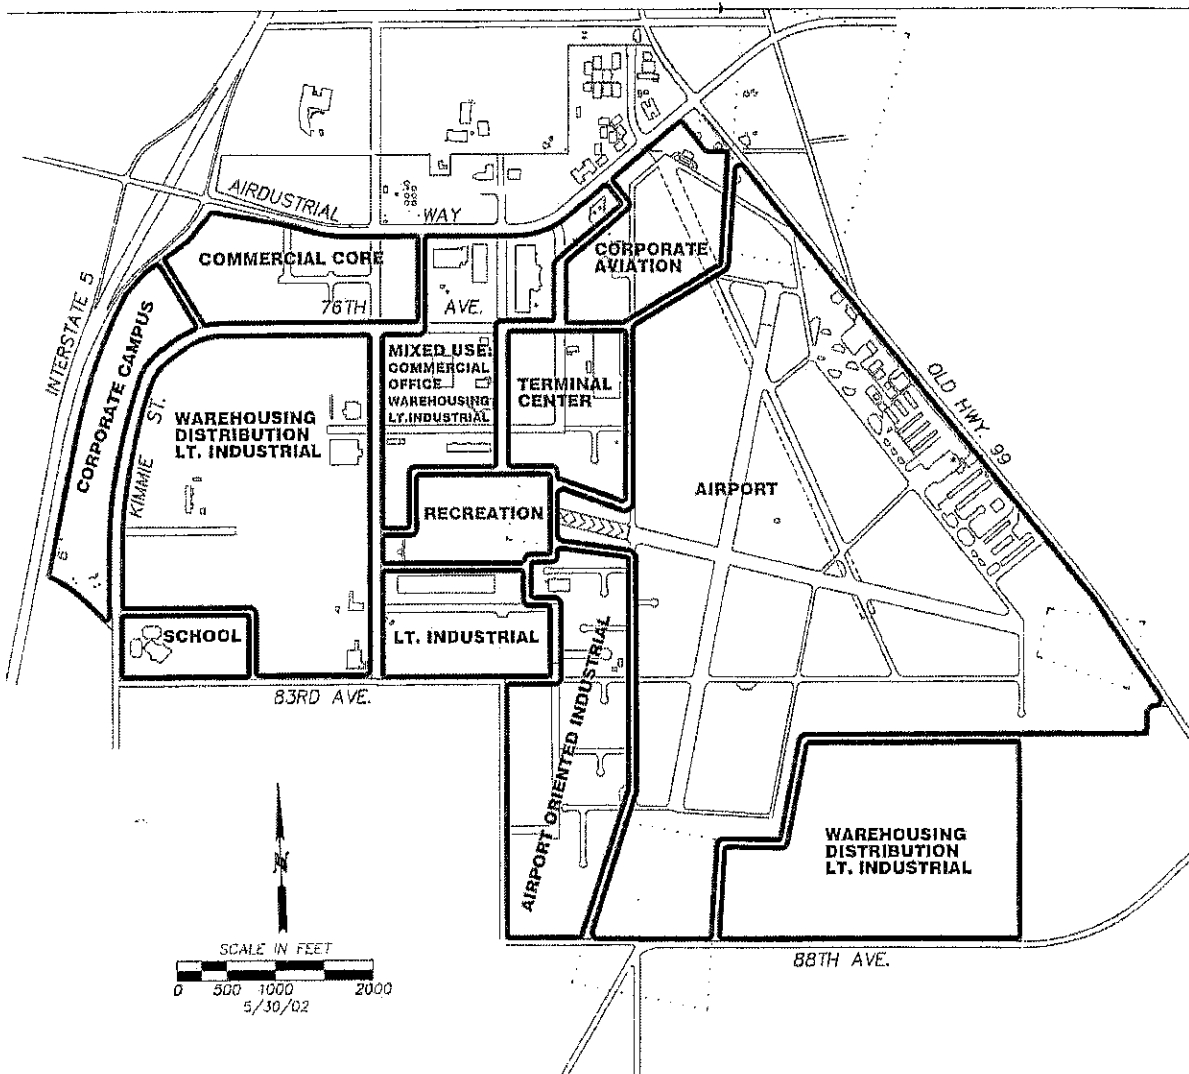 AIRDUSTRIAL
WAY
COMMERCIAL CORE
CORPORATE
AVIATION
INTERSTATE 5
76TH
AVE.
CORPORATE CAMPUS
MIXED USE:
COMMERCIAL
OFFICE
WAREHOUSING
LT. INDUSTRIAL
TERMINAL
CENTER
OLD HWY. 99
KIMMIE ST.
WAREHOUSING
DISTRIBUTION
LT. INDUSTRIAL
AIRPORT
RECREATION
SCHOOL
LT. INDUSTRIAL
83RD AVE.
AIRPORT ORIENTED INDUSTRIAL
WAREHOUSING
DISTRIBUTION
LT. INDUSTRIAL
88TH AVE.
SCALE IN FEET
0 500 1000 2000
5/30/02